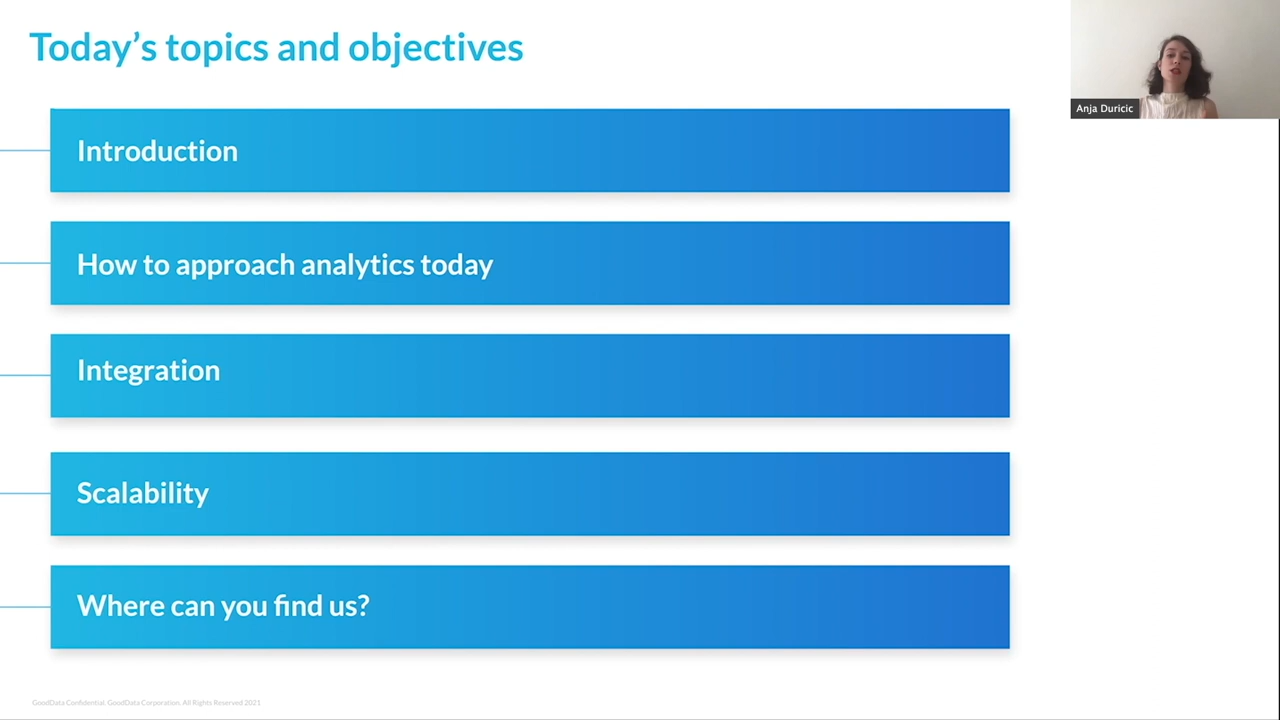 Today’s topics and objectives
Anja Duricic
Introduction
How to approach analytics today
Integration
Scalability
Where can you find us?
GoodData Confidential. GoodData Corporation. All Rights Reserved 2021